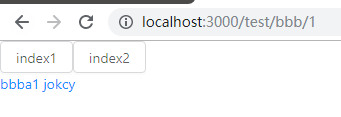 localhost:3000/test/bbb/1
index1 index2
bbba1 jokcy